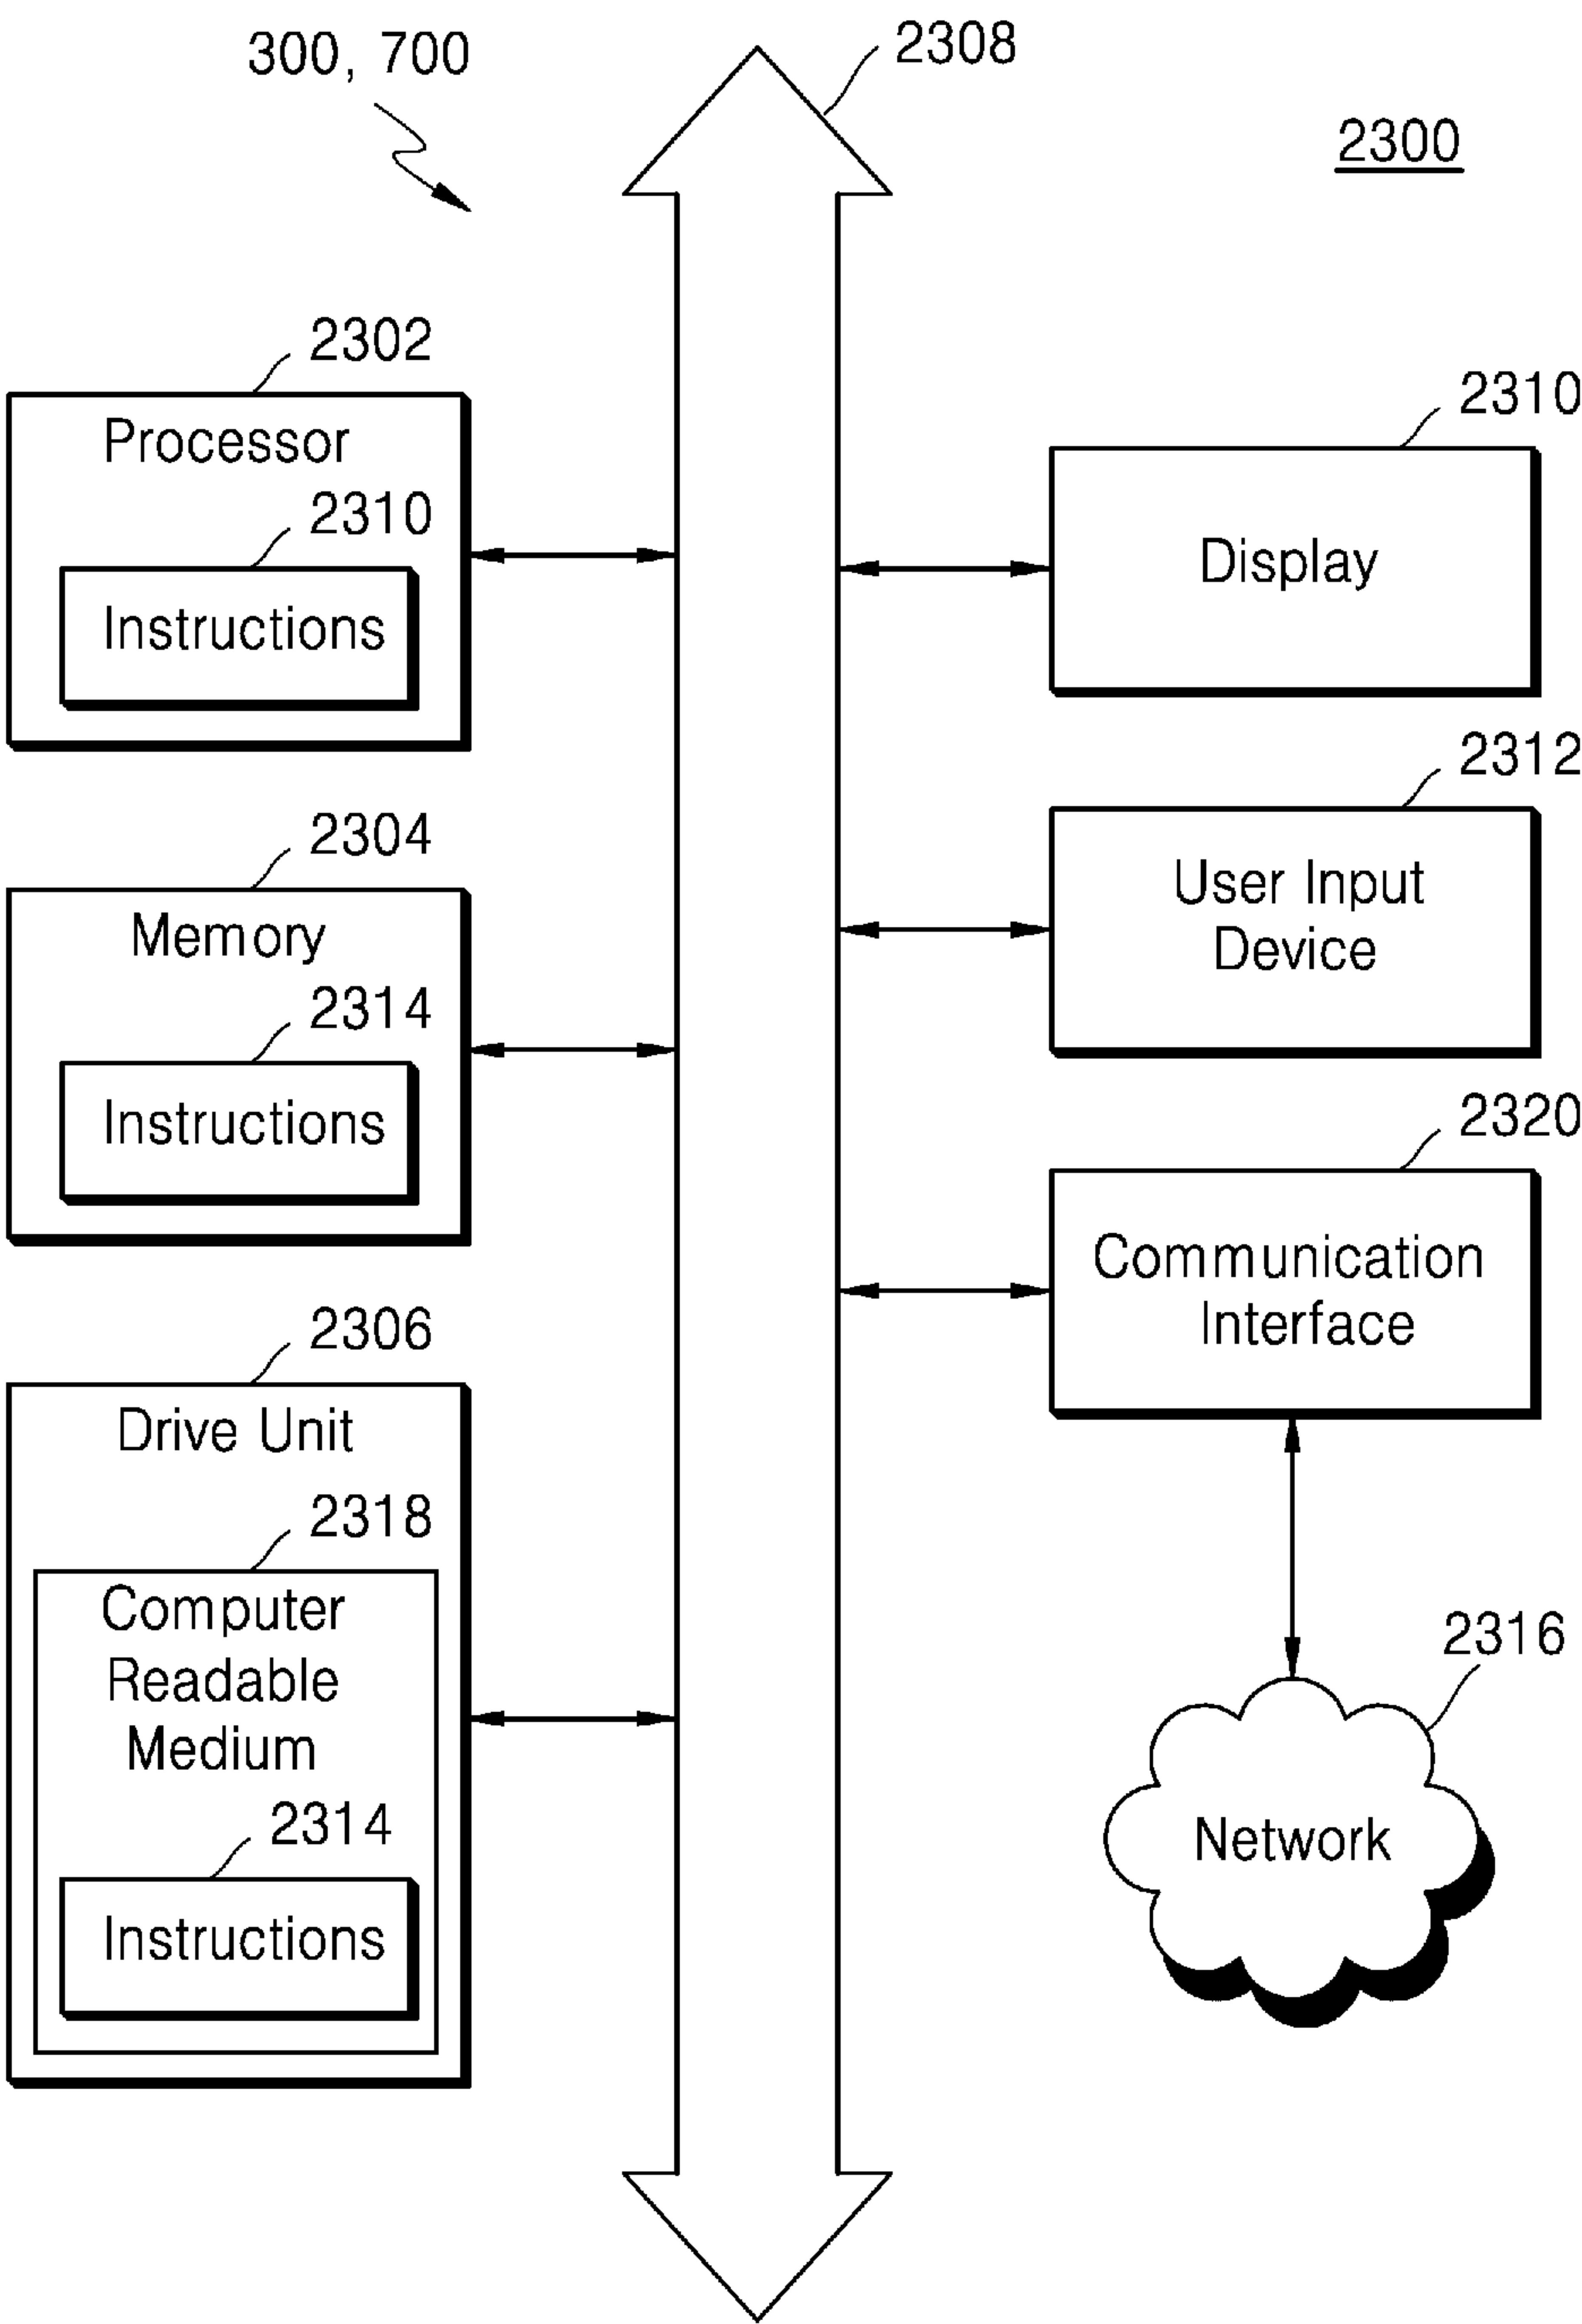 300, 700
2308
2300
2302
Processor
2310
Instructions
2304
Memory
2314
Instructions
2306
Drive Unit
2318
Computer
Readable
Medium
2314
Instructions
2310
Display
2312
User Input
Device
2320
Communication
Interface
2316
Network